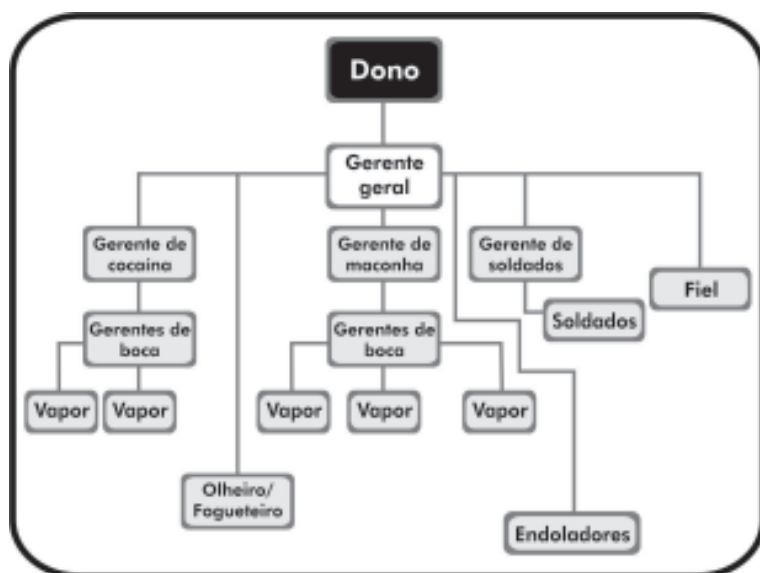 Dono
Gerente
geral
Gerente de
cocaina
Gerente de
maconha
Gerente de
soldados
Fiel
Soldados
Gerentes de
boca
Gerentes de
boca
Vapor
Vapor
Vapor
Vapor
Vapor
Olheiro/
Fogueteiro
Endoladores